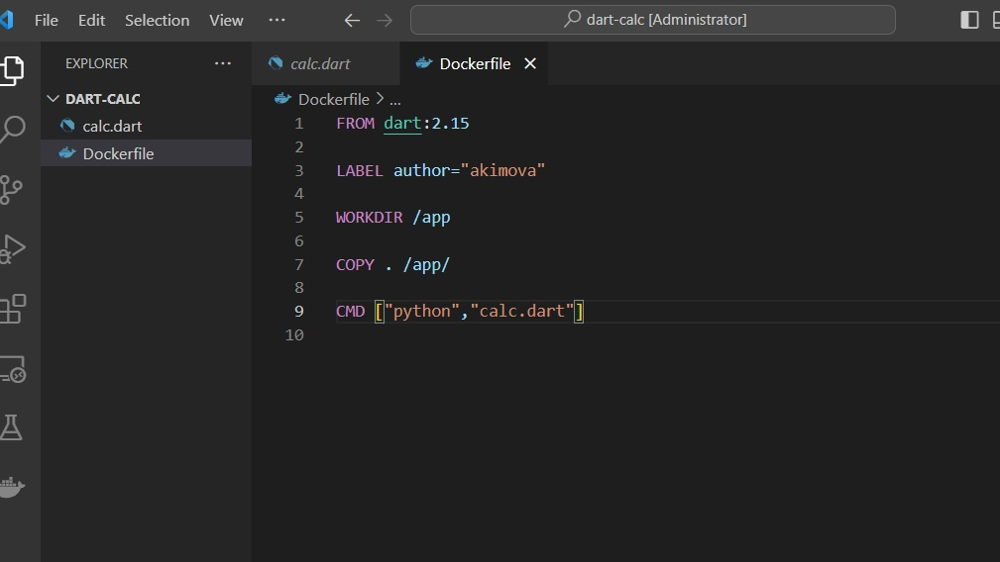 File Edit Selection View ...
dart-calc [Administrator]
EXPLORER ...
DART-CALC
calc.dart
Dockerfile
calc.dart Dockerfile
Dockerfile > ...
1 FROM dart:2.15
2
3 LABEL author="akimova"
4
5 WORKDIR /app
6
7 COPY . /app/
8
9 CMD ["python","calc.dart"]
10